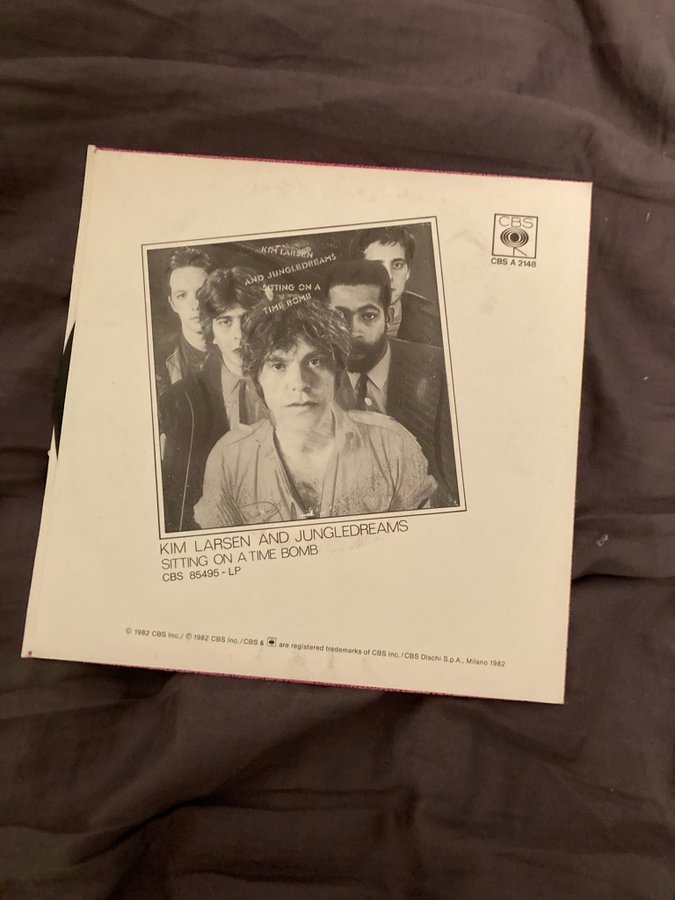 CBS
CBS A 2148
KIM LARSEN
AND JUNGLEDREAMS
SITTING ON A
TIME BOMB
KIM LARSEN AND JUNGLEDREAMS
SITTING ON A TIME BOMB
CBS 85495 - LP
© 1982 CBS Inc./ ℗ 1982 CBS Inc./CBS & are registered trademarks of CBS Inc./CBS Dischi S.p.A., Milano 1982